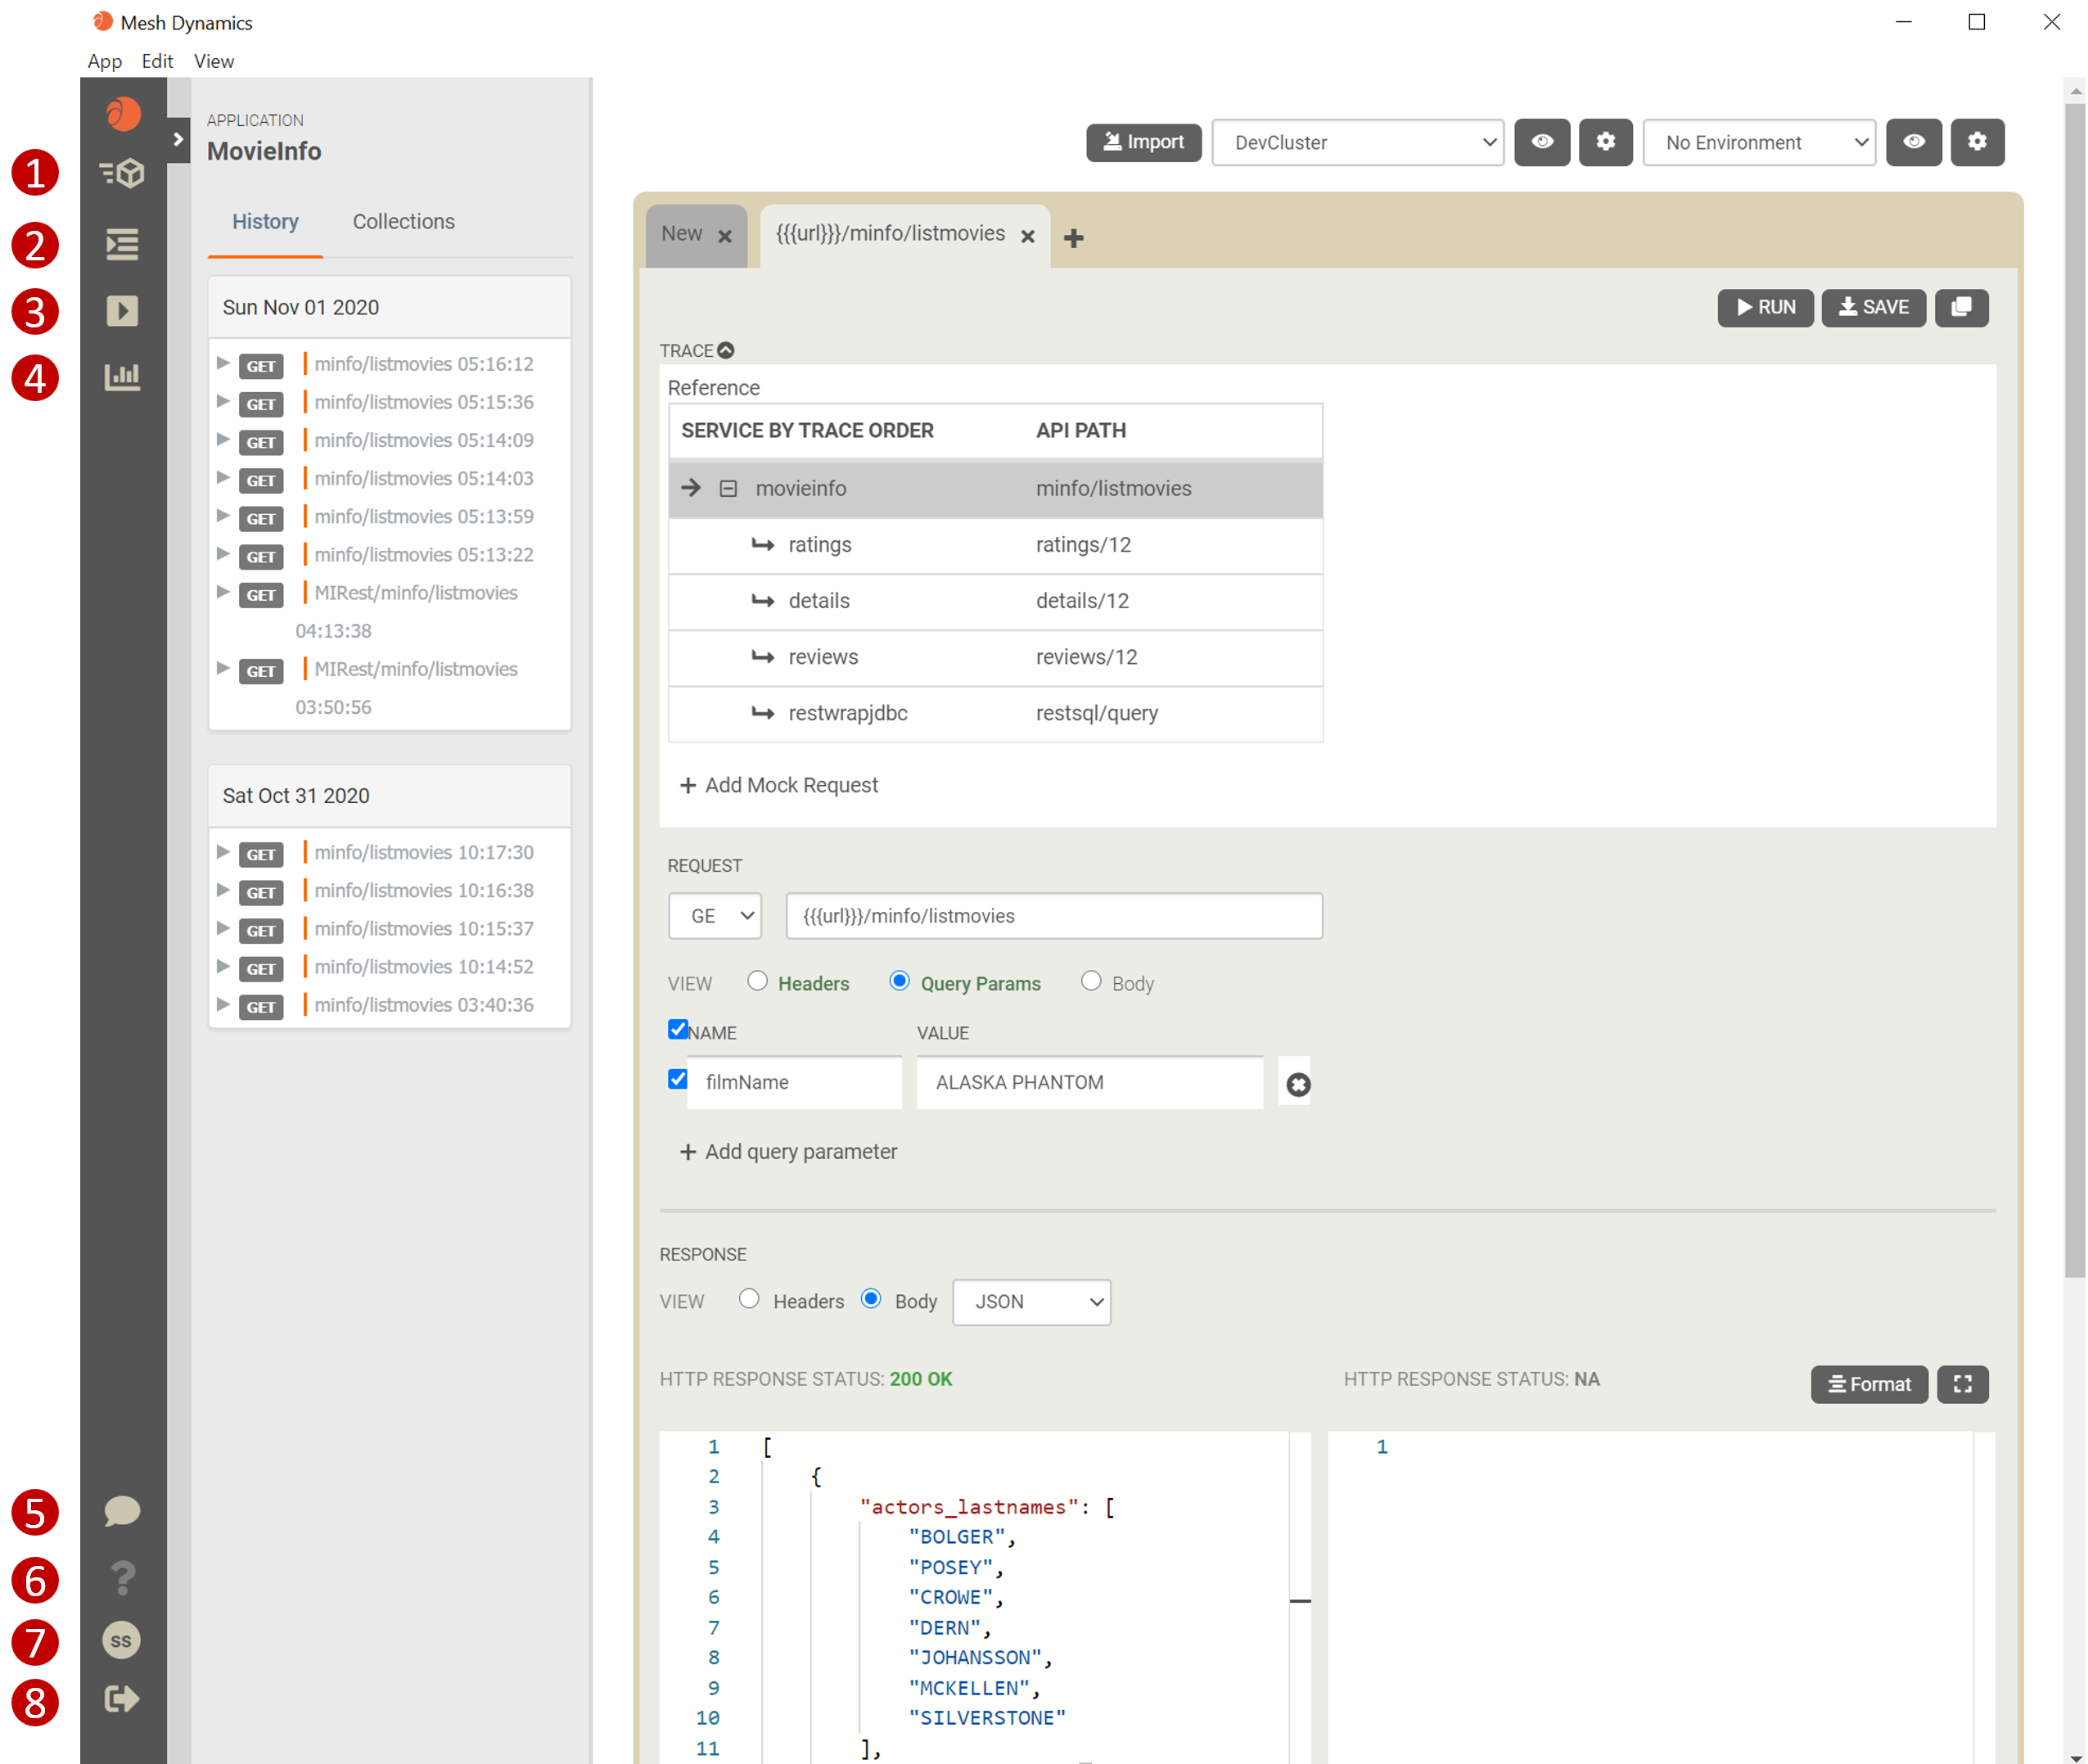 Mesh Dynamics
App Edit View
1
2
3
4
5
6
7
8
SS
APPLICATION
MovieInfo
History Collections
Sun Nov 01 2020
GET minfo/listmovies 05:16:12
GET minfo/listmovies 05:15:36
GET minfo/listmovies 05:14:09
GET minfo/listmovies 05:14:03
GET minfo/listmovies 05:13:59
GET minfo/listmovies 05:13:22
GET MIRest/minfo/listmovies
04:13:38
GET MIRest/minfo/listmovies
03:50:56
Sat Oct 31 2020
GET minfo/listmovies 10:17:30
GET minfo/listmovies 10:16:38
GET minfo/listmovies 10:15:37
GET minfo/listmovies 10:14:52
GET minfo/listmovies 03:40:36
Import DevCluster No Environment
New {{{url}}}/minfo/listmovies
RUN SAVE
TRACE
Reference
SERVICE BY TRACE ORDER API PATH
movieinfo minfo/listmovies
ratings ratings/12
details details/12
reviews reviews/12
restwrapjdbc restsql/query
+ Add Mock Request
REQUEST
GE {{{url}}}/minfo/listmovies
VIEW Headers Query Params Body
NAME VALUE
filmName ALASKA PHANTOM
+ Add query parameter
RESPONSE
VIEW Headers Body JSON
HTTP RESPONSE STATUS: 200 OK HTTP RESPONSE STATUS: NA Format
1 [
2 {
3 "actors_lastnames": [
4 "BOLGER",
5 "POSEY",
6 "CROWE",
7 "DERN",
8 "JOHANSSON",
9 "MCKELLEN",
10 "SILVERSTONE"
11 ],
1